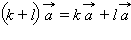 (k+l)a⃗ = ka⃗ + la⃗